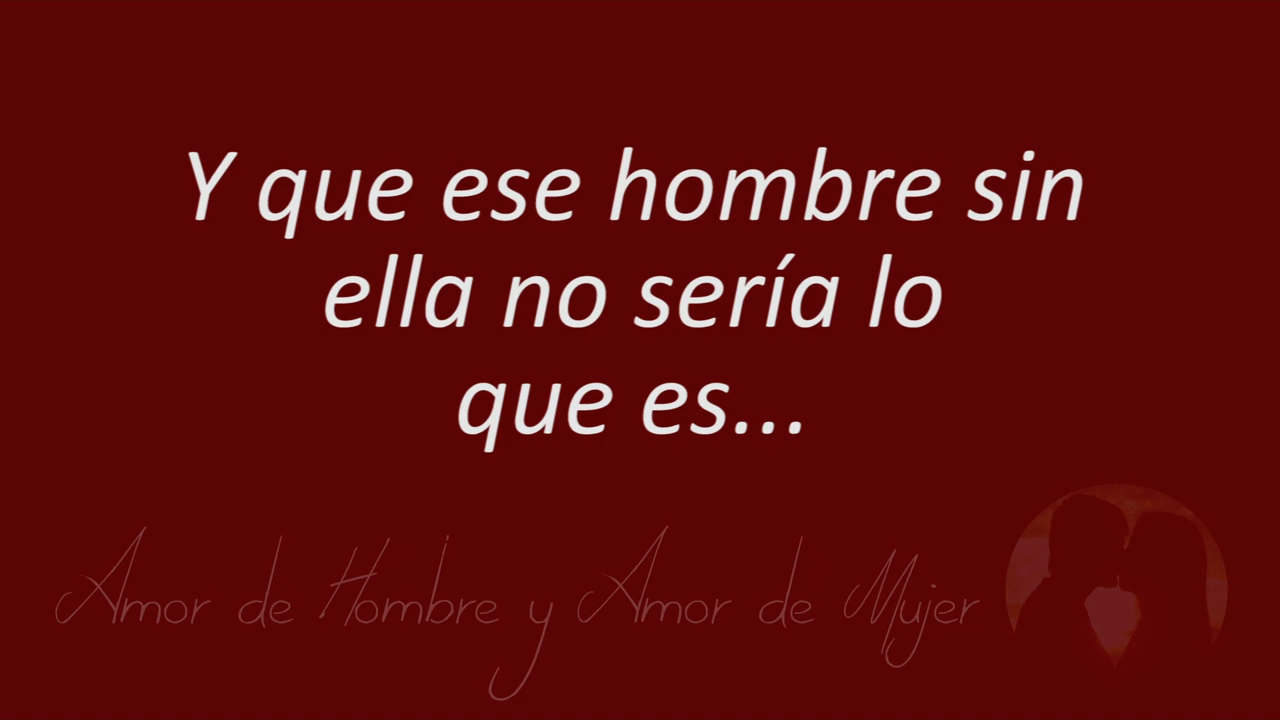 Y que ese hombre sin
ella no sería lo
que es...
Amor de Hombre y Amor de Mujer